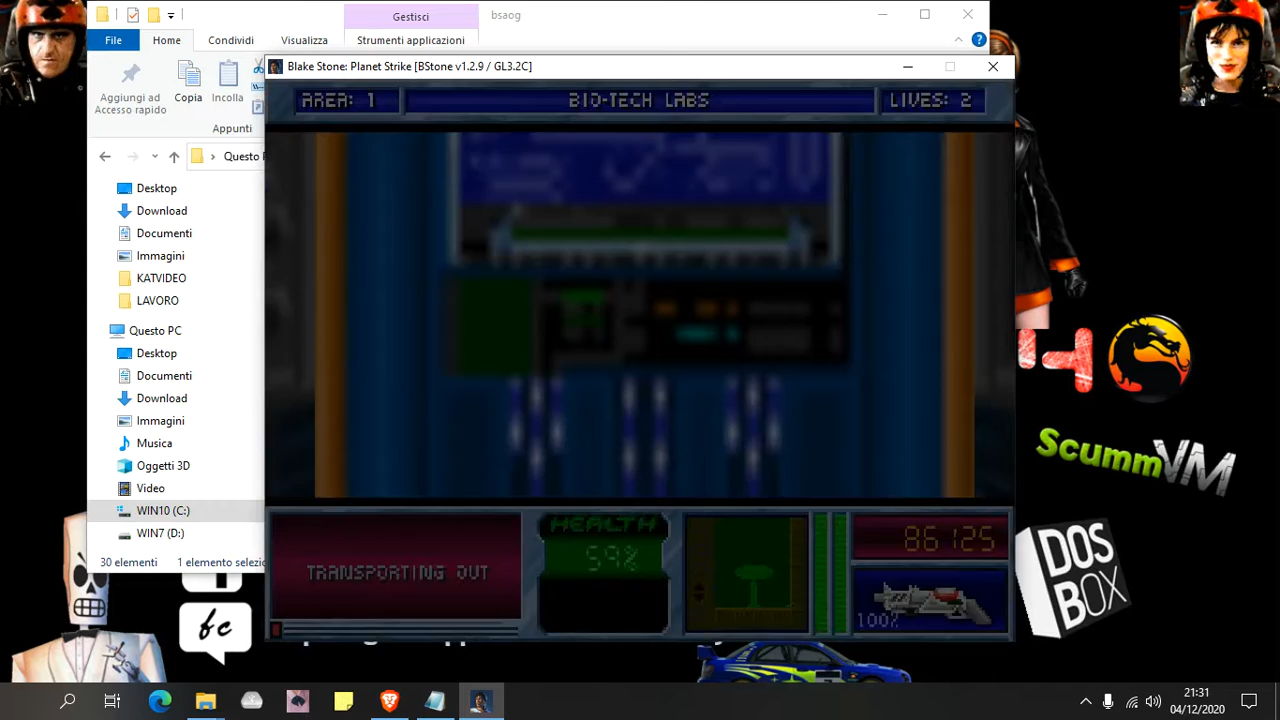 Gestisci
bsaog
File
Home
Condividi
Visualizza
Strumenti applicazioni
Blake Stone: Planet Strike [BStone v1.2.9 / GL3.2C]
Aggiungi ad
Accesso rapido
Copia
Incolla
Appunti
AREA: 1
BIO-TECH LABS
LIVES: 2
Questo P
Desktop
Download
Documenti
Immagini
KATVIDEO
LAVORO
Questo PC
Desktop
Documenti
Download
Immagini
Musica
Oggetti 3D
Video
WIN10 (C:)
WIN7 (D:)
30 elementi
1 elemento selezio
TRANSPORTING OUT
HEALTH
59%
86125
100%
ScummVM
DOS
BOX
fc
21:31
04/12/2020